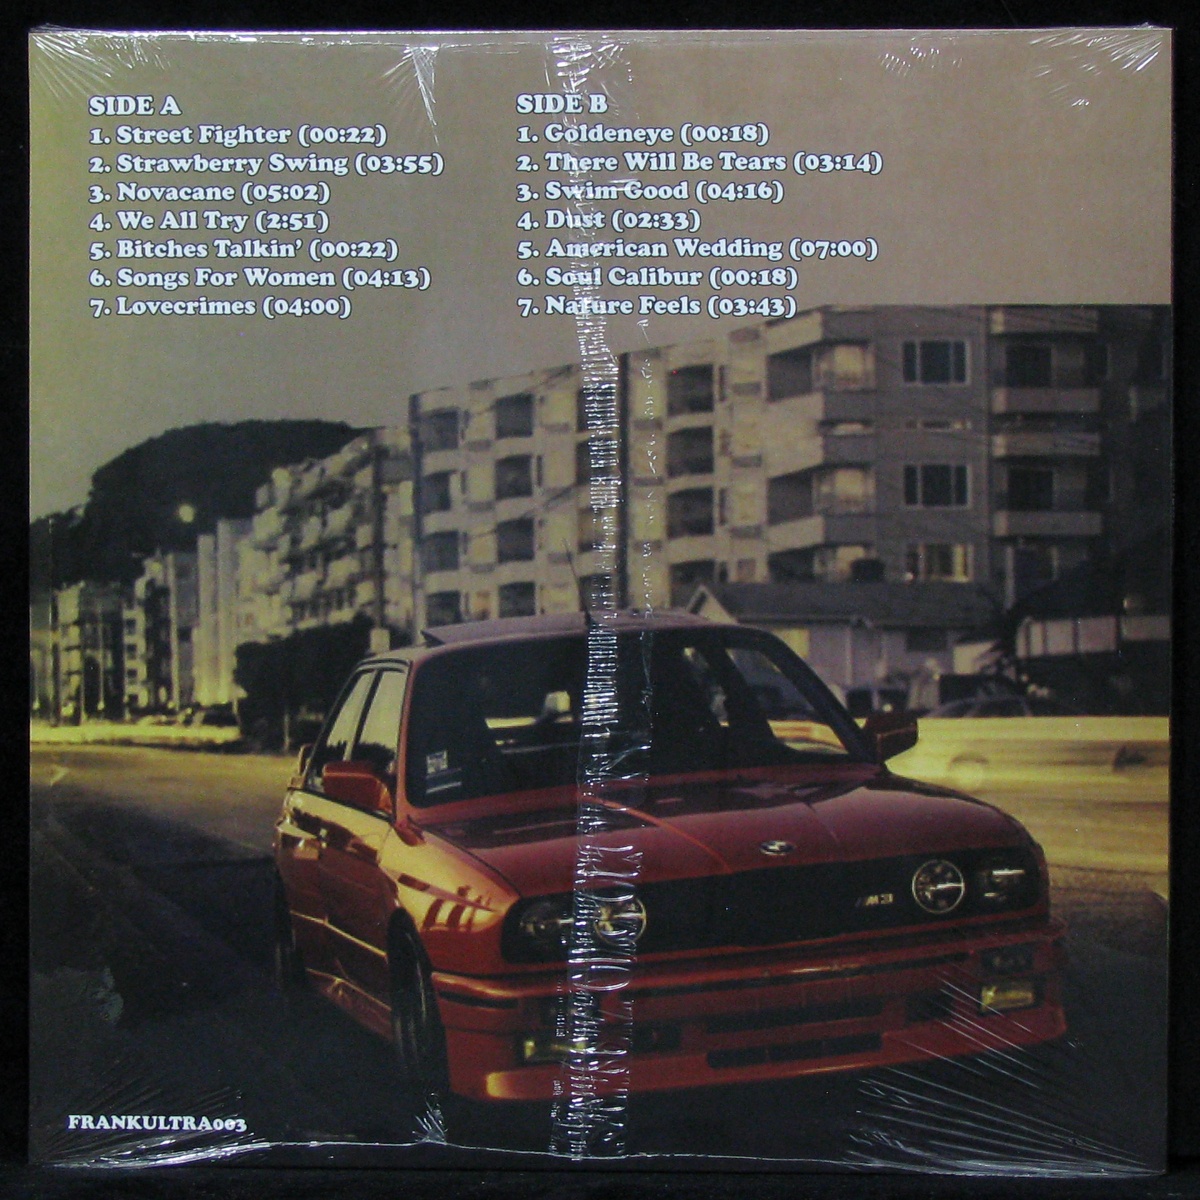 SIDE A
1. Street Fighter (00:22)
2. Strawberry Swing (03:55)
3. Novacane (05:02)
4. We All Try (2:51)
5. Bitches Talkin’ (00:22)
6. Songs For Women (04:13)
7. Lovecrimes (04:00)
SIDE B
1. Goldeneye (00:18)
2. There Will Be Tears (03:14)
3. Swim Good (04:16)
4. Dust (02:33)
5. American Wedding (07:00)
6. Soul Calibur (00:18)
7. Nature Feels (03:43)
M3
FRANKULTRA003